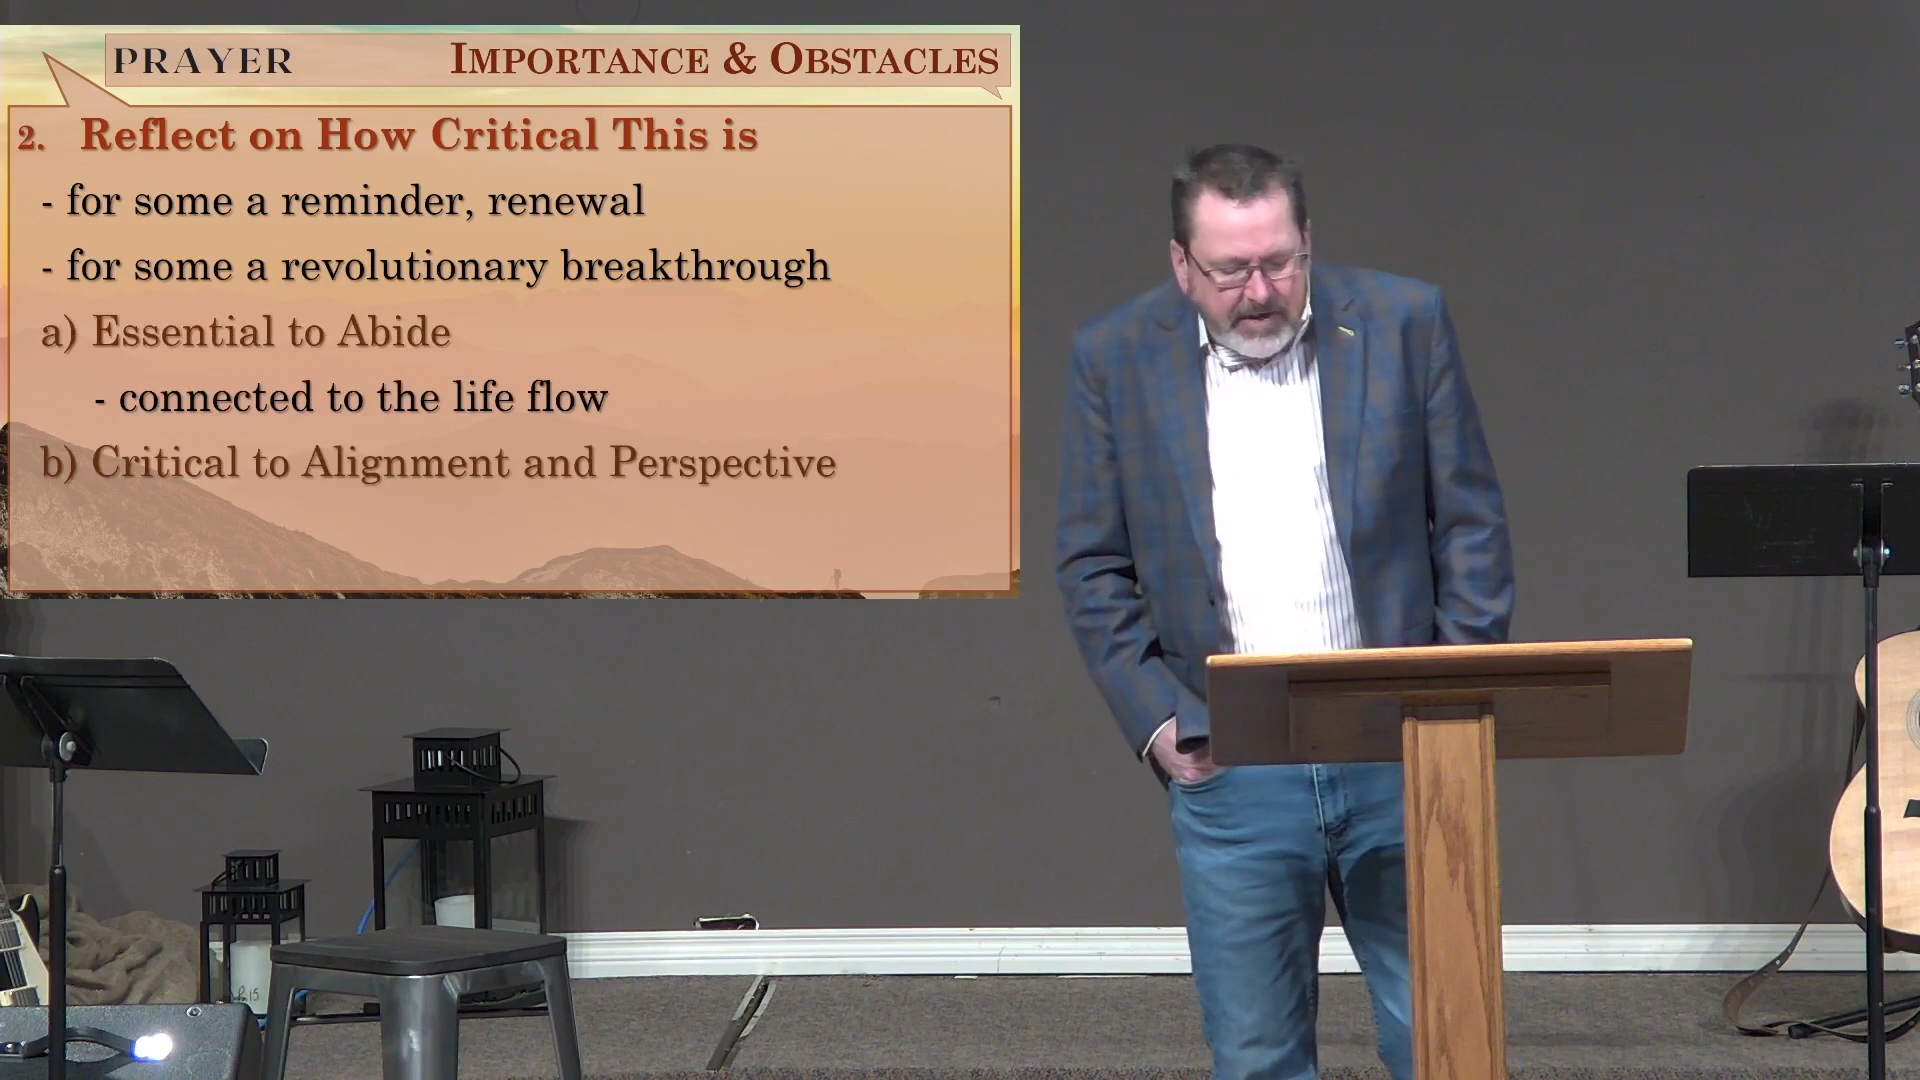 PRAYER IMPORTANCE & OBSTACLES
2. Reflect on How Critical This is
- for some a reminder, renewal
- for some a revolutionary breakthrough
a) Essential to Abide
- connected to the life flow
b) Critical to Alignment and Perspective